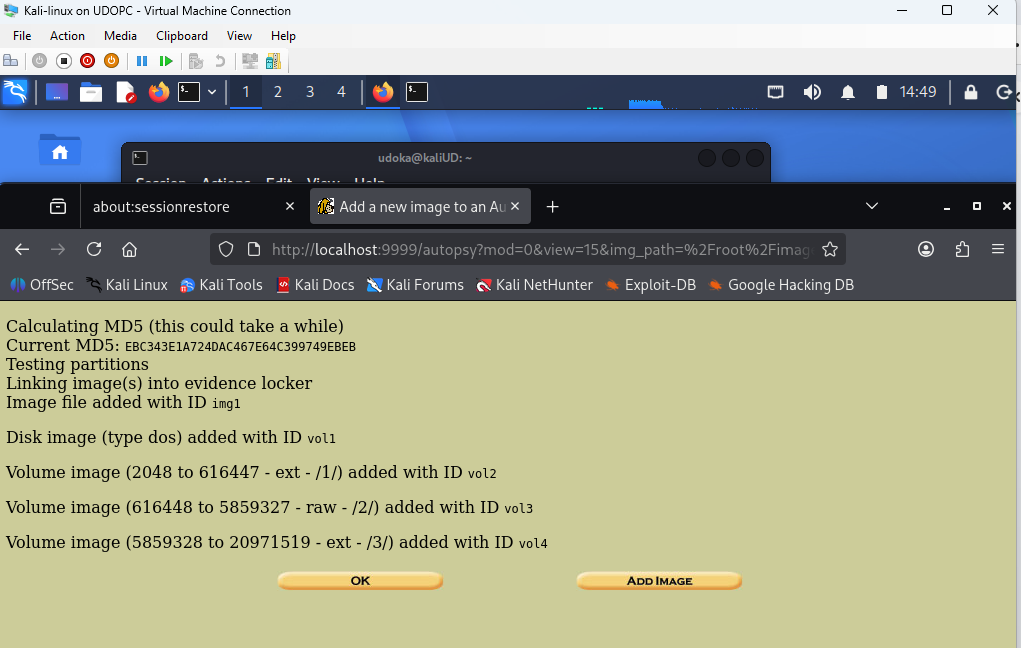 Kali-linux on UDOPC - Virtual Machine Connection
File Action Media Clipboard View Help
1 2 3 4 14:49
udoka@kaliUD: ~
Session Actions Edit View Help
about:sessionrestore Add a new image to an Au
http://localhost:9999/autopsy?mod=0&view=15&img_path=%2Froot%2Fimag
OffSec Kali Linux Kali Tools Kali Docs Kali Forums Kali NetHunter Exploit-DB Google Hacking DB
Calculating MD5 (this could take a while)
Current MD5: EBC343E1A724DAC467E64C399749EBEB
Testing partitions
Linking image(s) into evidence locker
Image file added with ID img1
Disk image (type dos) added with ID vol1
Volume image (2048 to 616447 - ext - /1/) added with ID vol2
Volume image (616448 to 5859327 - raw - /2/) added with ID vol3
Volume image (5859328 to 20971519 - ext - /3/) added with ID vol4
OK ADD IMAGE